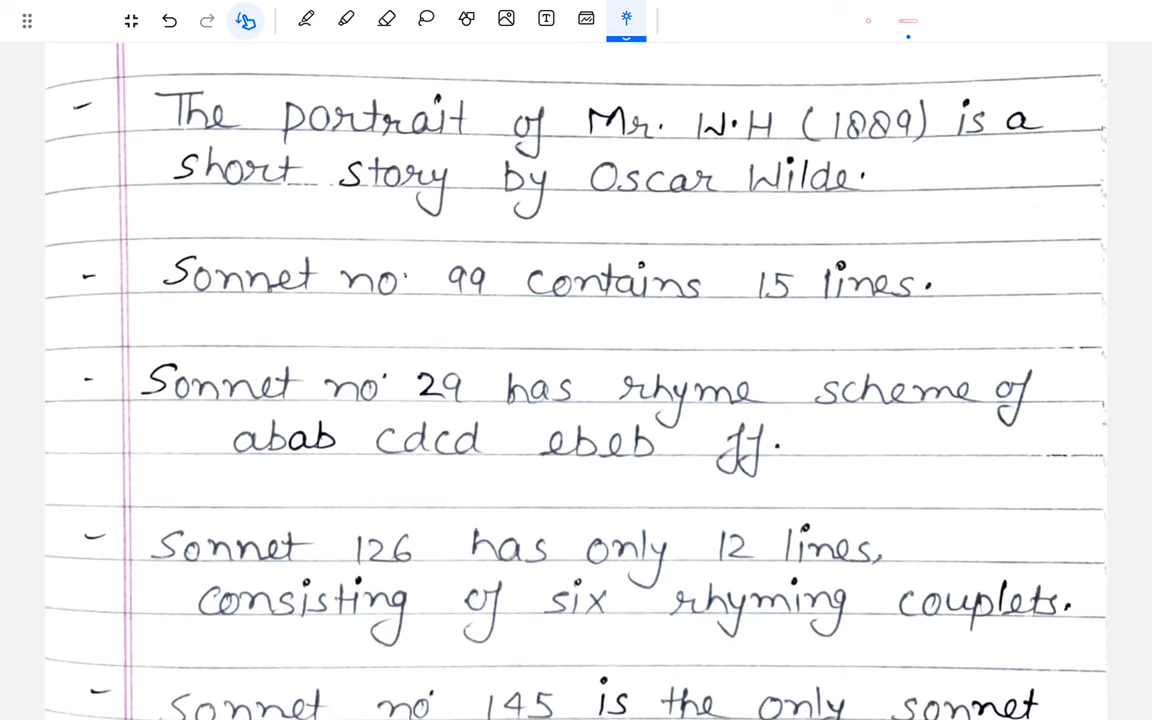 - The portrait of Mr. W.H (1889) is a
short story by Oscar Wilde.
- Sonnet no. 99 contains 15 lines.
- Sonnet no. 29 has rhyme scheme of
abab cdcd ebeb ff.
- Sonnet 126 has only 12 lines,
consisting of six rhyming couplets.
- Sonnet no. 145 is the only sonnet